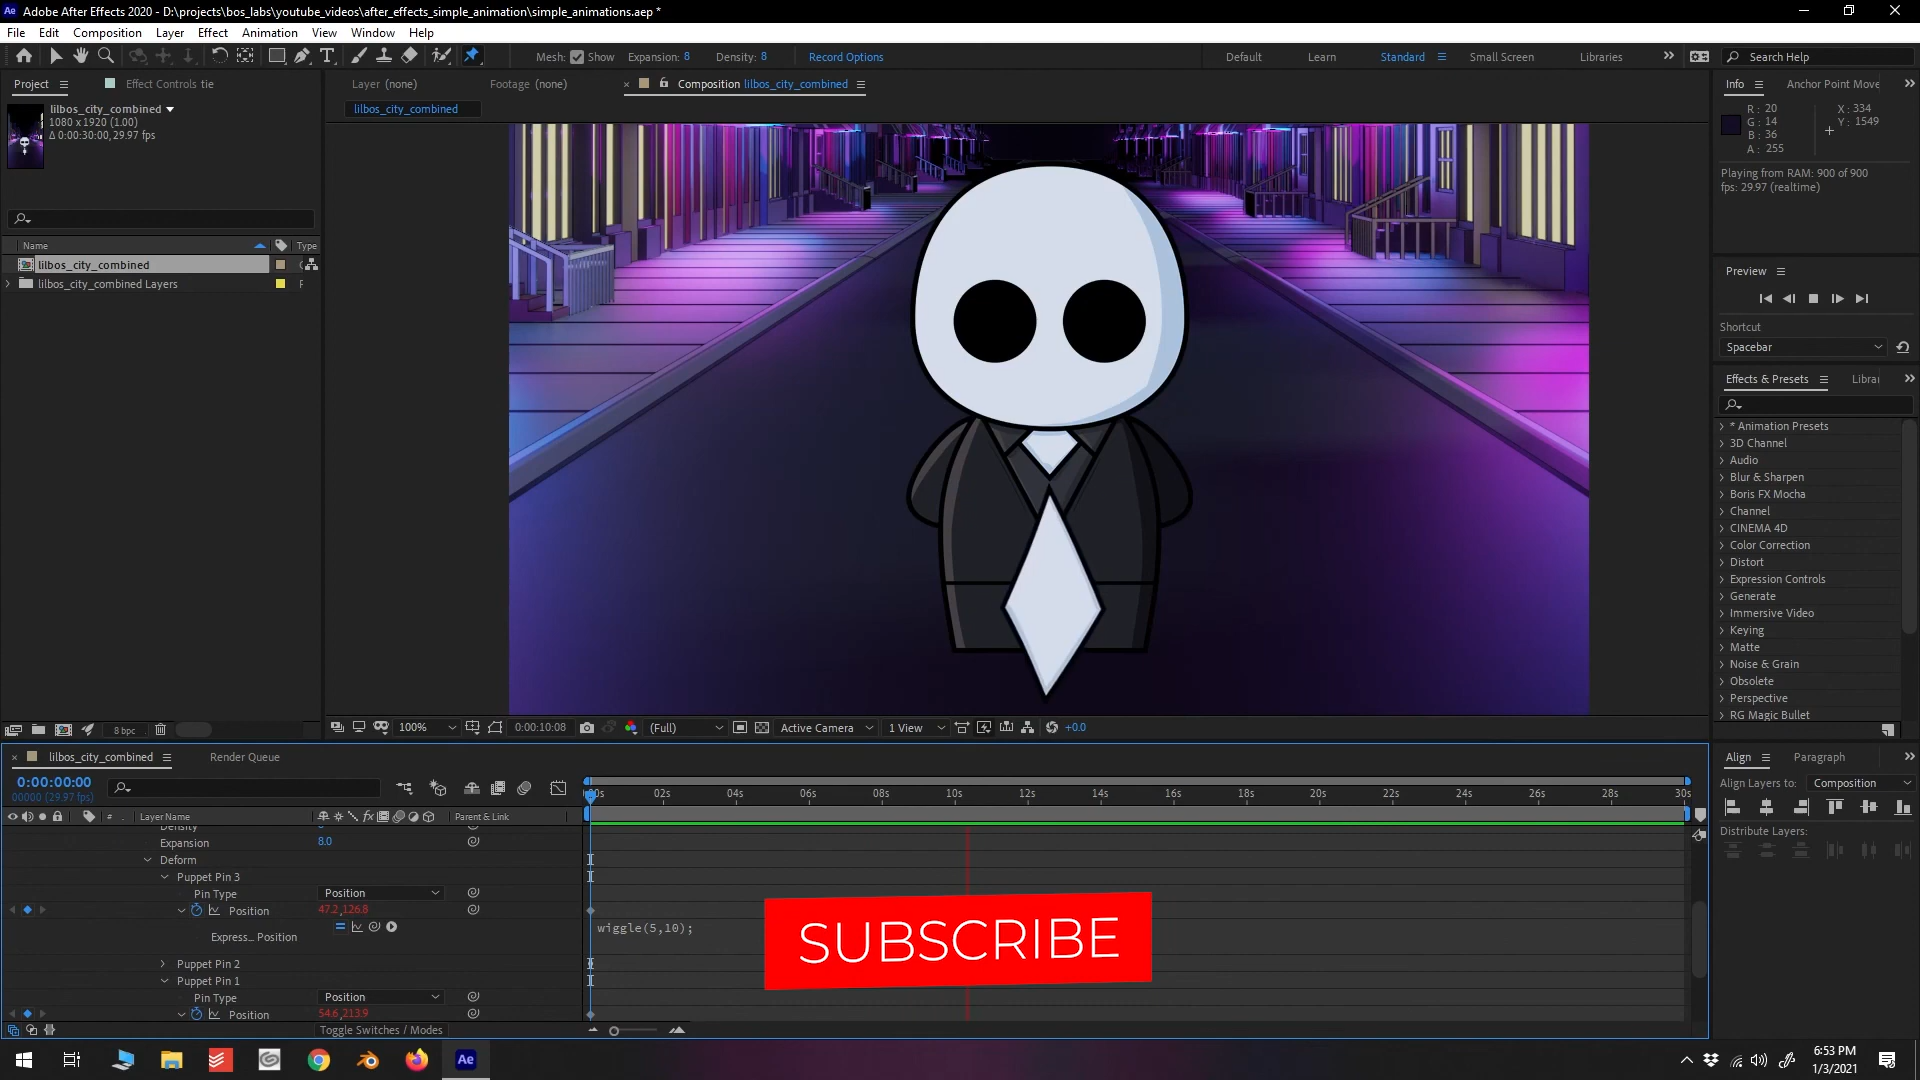 Ae Adobe After Effects 2020 - D:\projects\bos_labs\youtube_videos\after_effects_simple_animation\simple_animations.aep *
File Edit Composition Layer Effect Animation View Window Help
Mesh: Show Expansion: 8 Density: 8 Record Options Default Learn Standard Small Screen Libraries Search Help
Project Effect Controls tie
lilbos_city_combined
1080 x 1920 (1.00)
Δ 0:00:30:00, 29.97 fps
Name Type
lilbos_city_combined
lilbos_city_combined Layers
8 bpc
Layer (none) Footage (none) Composition lilbos_city_combined
lilbos_city_combined
100% 0:00:10:08 (Full) Active Camera 1 View +0.0
Info Anchor Point Move
R: 20 X: 334
G: 14 Y: 1549
B: 36
A: 255
Playing from RAM: 900 of 900
fps: 29.97 (realtime)
Preview
Shortcut
Spacebar
Effects & Presets Librai
* Animation Presets
3D Channel
Audio
Blur & Sharpen
Boris FX Mocha
Channel
CINEMA 4D
Color Correction
Distort
Expression Controls
Generate
Immersive Video
Keying
Matte
Noise & Grain
Obsolete
Perspective
RG Magic Bullet
Align Paragraph
Align Layers to: Composition
Distribute Layers:
lilbos_city_combined Render Queue
0:00:00:00
00000 (29.97 fps)
02s 04s 06s 08s 10s 12s 14s 16s 18s 20s 22s 24s 26s 28s 30s
# Layer Name Parent & Link
Density
Expansion 8.0
Deform
Puppet Pin 3
Pin Type Position
Position 47.2,126.8
wiggle(5,10);
Express... Position
Puppet Pin 2
Puppet Pin 1
Pin Type Position
Position 54.6,213.9
Toggle Switches / Modes
SUBSCRIBE
Ae
6:53 PM
1/3/2021